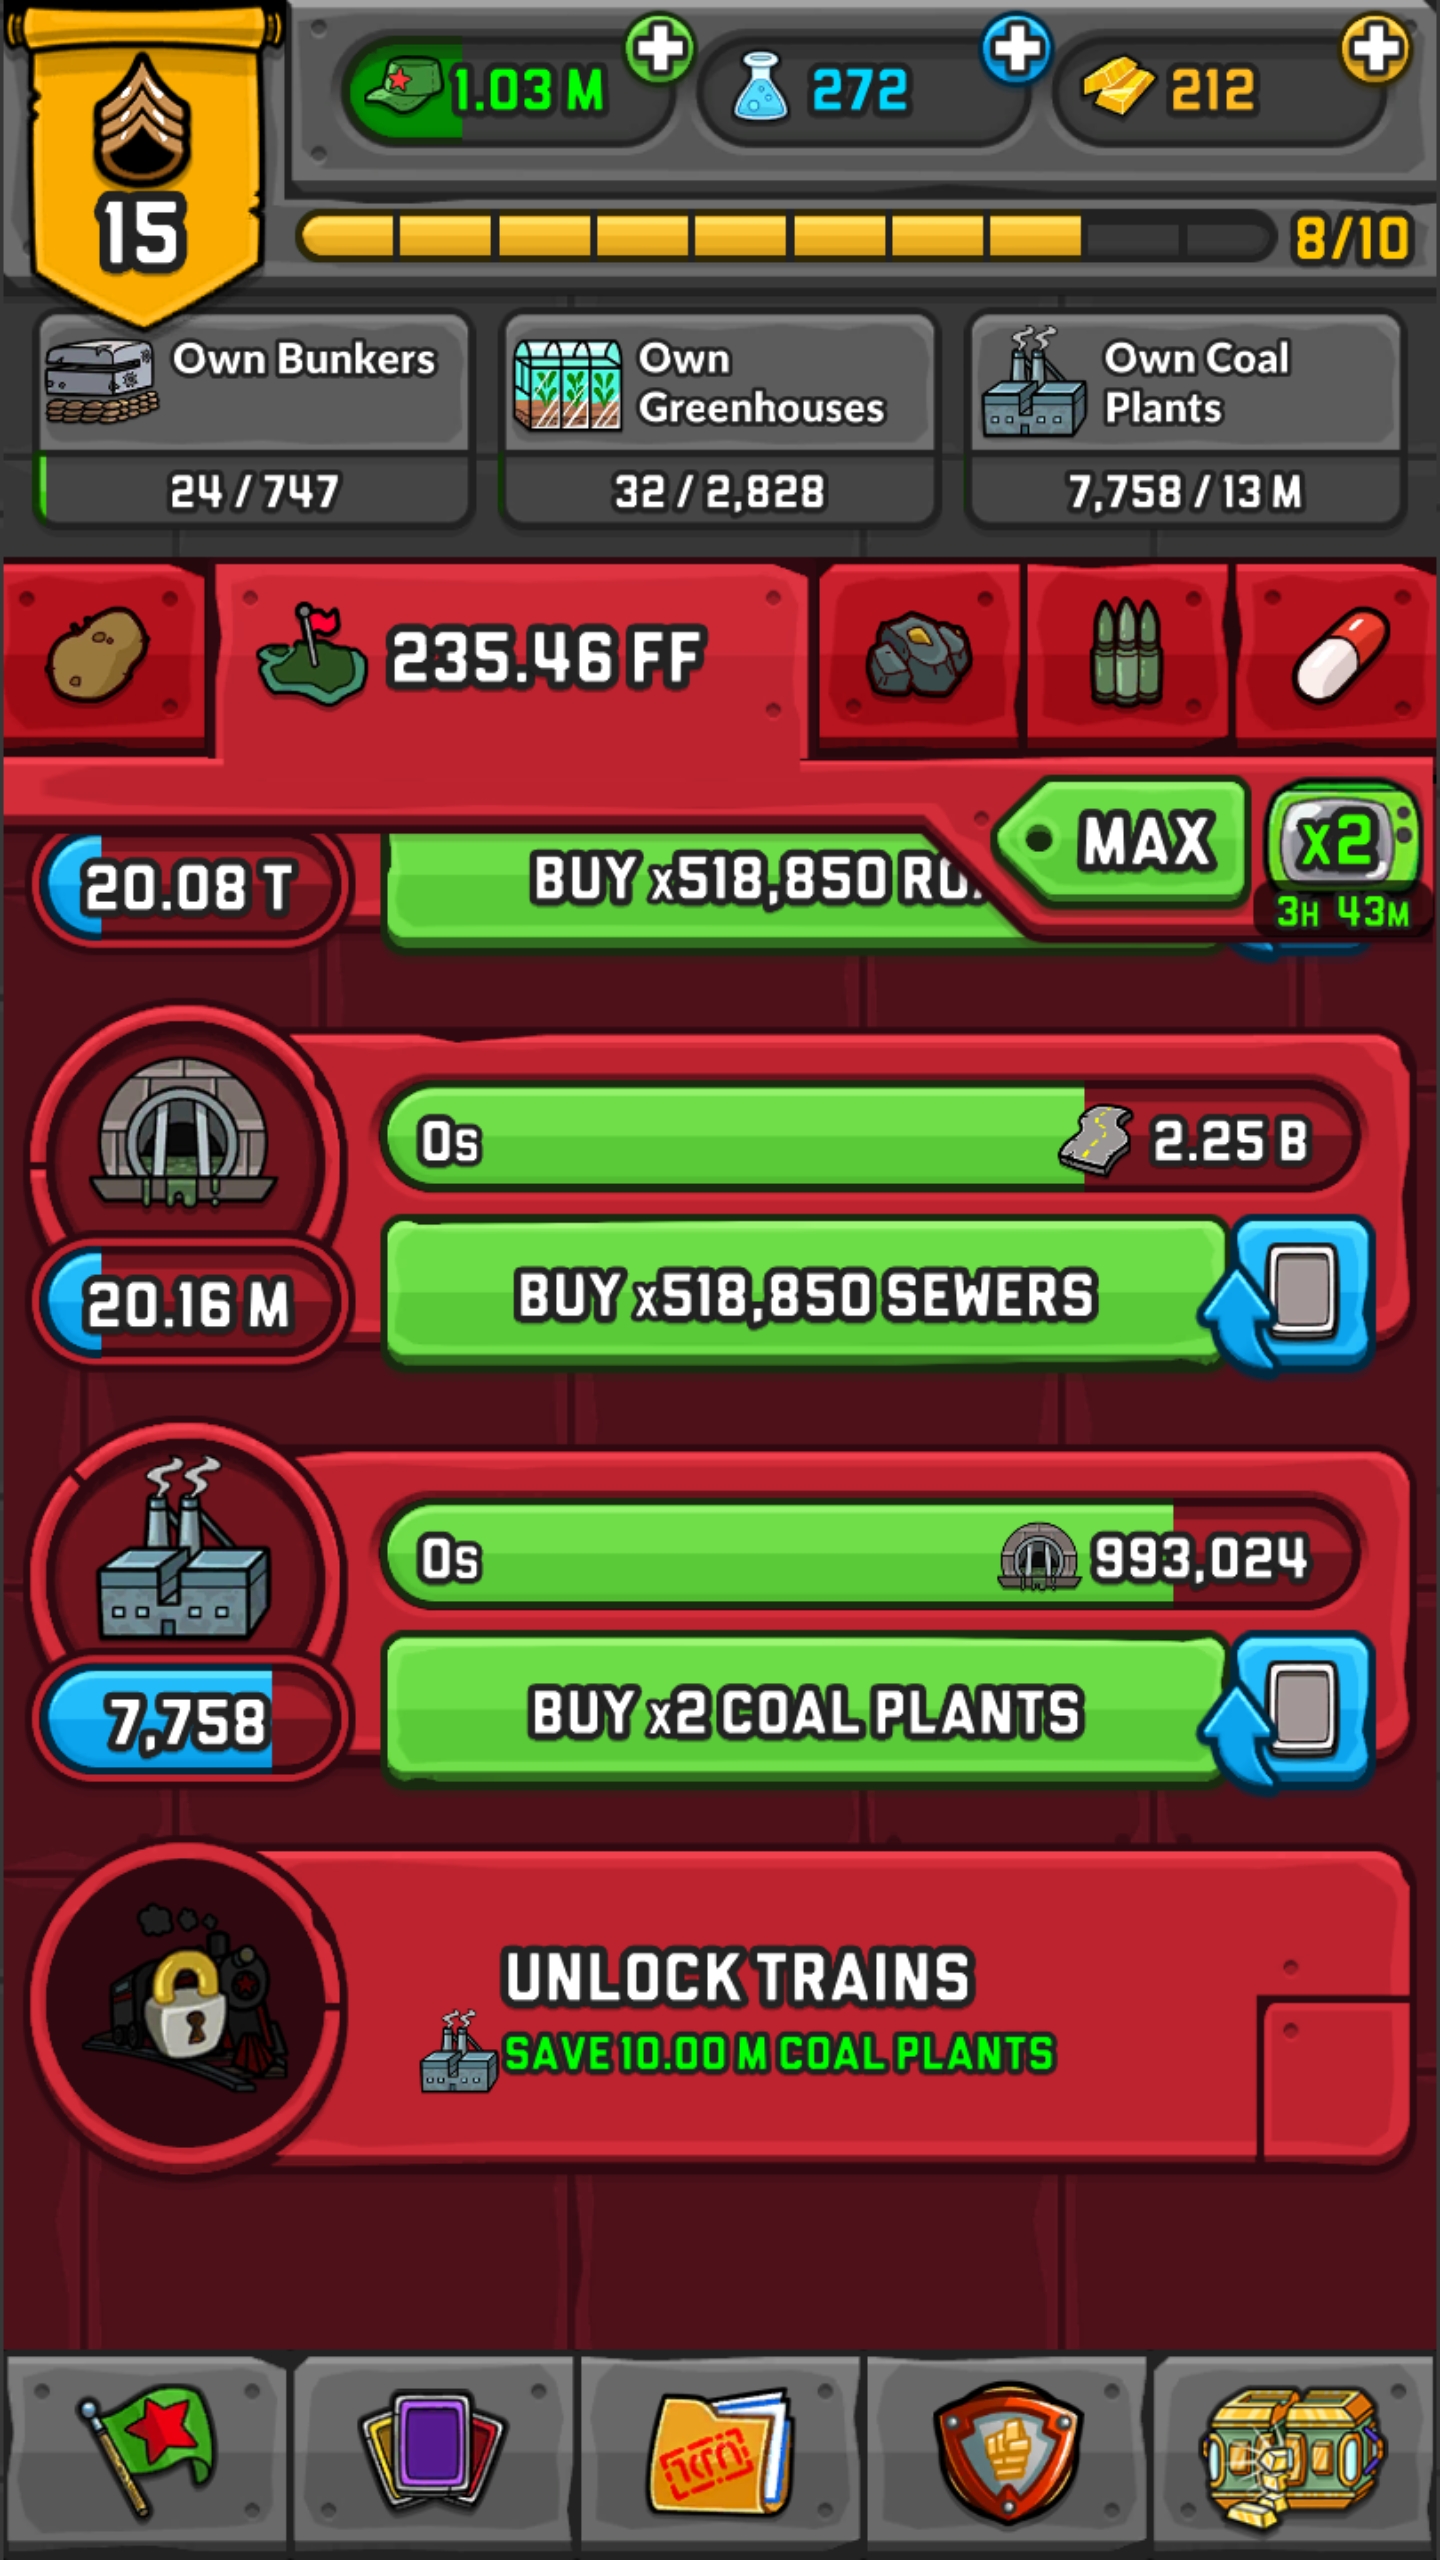 15
1.03 M
272
212
8/10
Own Bunkers
24 / 747
Own
Greenhouses
32 / 2,828
Own Coal
Plants
7,758 / 13 M
235.46 FF
MAX
x2
3H 43M
20.08 T
BUY x518,850
0s
2.25 B
20.16 M
BUY x518,850 SEWERS
0s
993,024
7,758
BUY x2 COAL PLANTS
UNLOCK TRAINS
SAVE 10.00 M COAL PLANTS